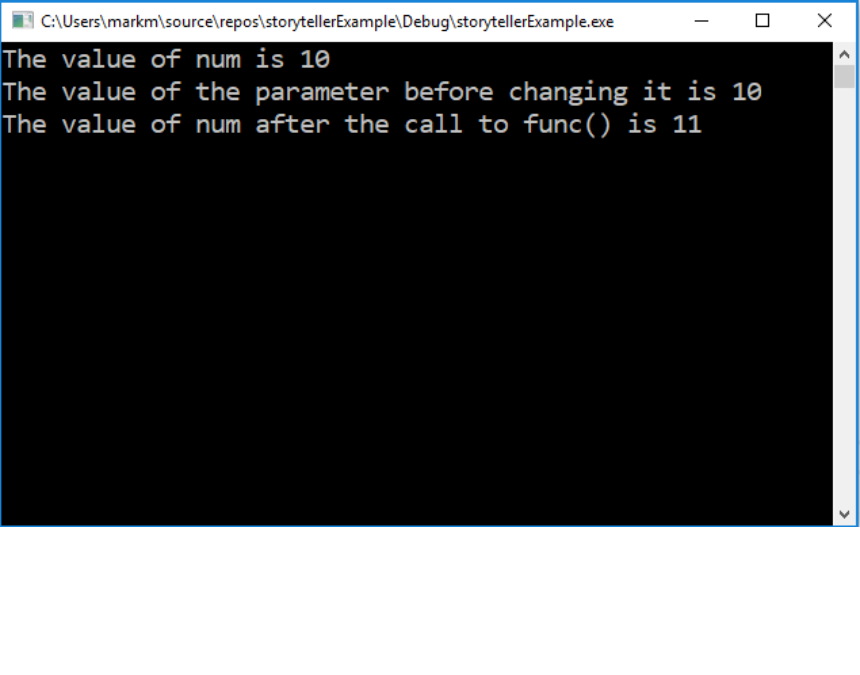 C:\Users\markm\source\repos\storytellerExample\Debug\storytellerExample.exe
The value of num is 10
The value of the parameter before changing it is 10
The value of num after the call to func() is 11